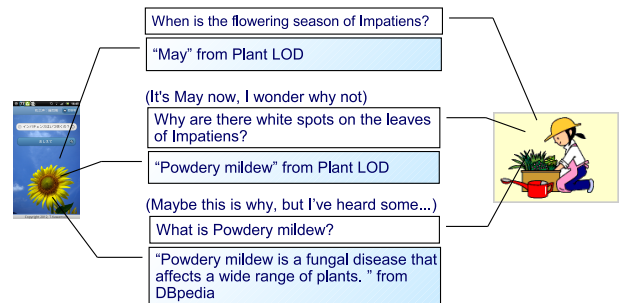 When is the flowering season of Impatiens?
“May” from Plant LOD
(It's May now, I wonder why not)
Why are there white spots on the leaves
of Impatiens?
“Powdery mildew” from Plant LOD
(Maybe this is why, but I’ve heard some...)
What is Powdery mildew?
“Powdery mildew is a fungal disease that
affects a wide range of plants. ” from
DBpedia